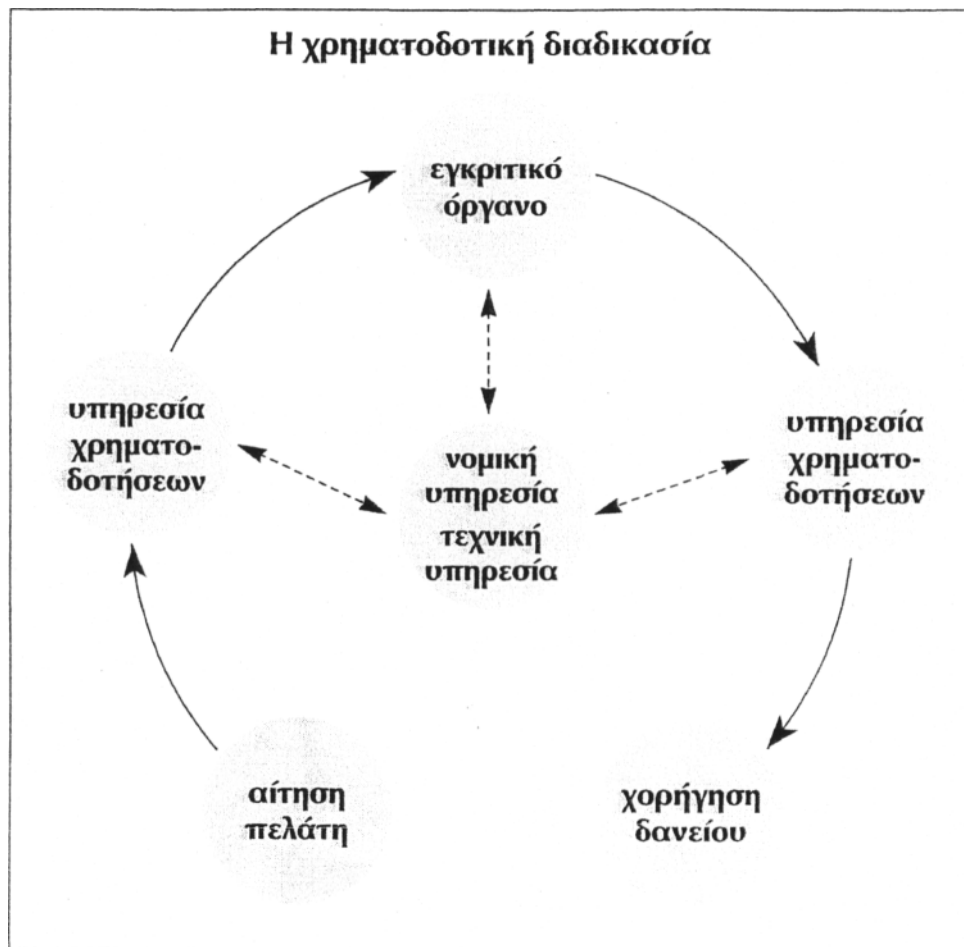 Η χρηματοδοτική διαδικασία
εγκριτικό
όργανο
υπηρεσία
χρηματο-
δοτήσεων
υπηρεσία
χρηματο-
δοτήσεων
νομική
υπηρεσία
τεχνική
υπηρεσία
αίτηση
πελάτη
χορήγηση
δανείου